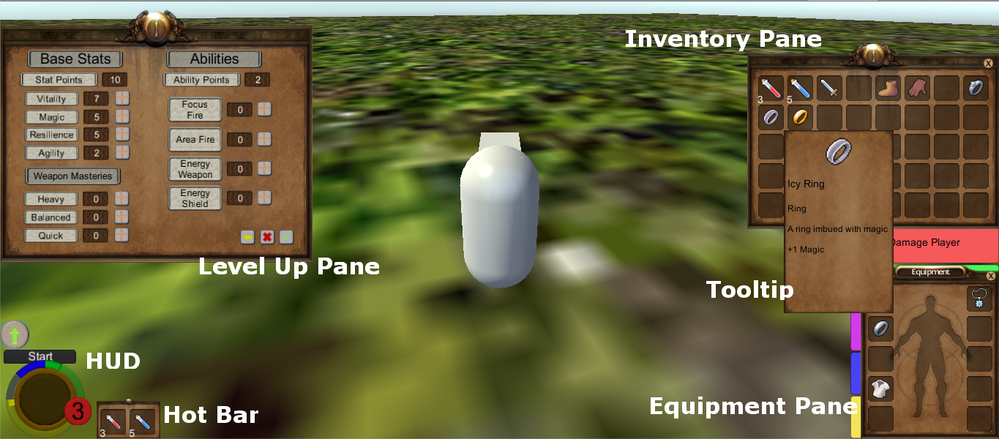 Inventory Pane
X
Base Stats
Abilities
Stat Points 10
Ability Points 2
Vitality 7
Magic 5
Resilience 5
Agility 2
Weapon Masteries
Heavy 0
Balanced 0
Quick 0
Focus Fire 0
Area Fire 0
Energy Weapon 0
Energy Shield 0
Level Up Pane
3
5
Icy Ring
Ring
A ring imbued with magic
+1 Magic
Damage Player
Equipment
X
Tooltip
Start
HUD
3
3
5
Hot Bar
Equipment Pane